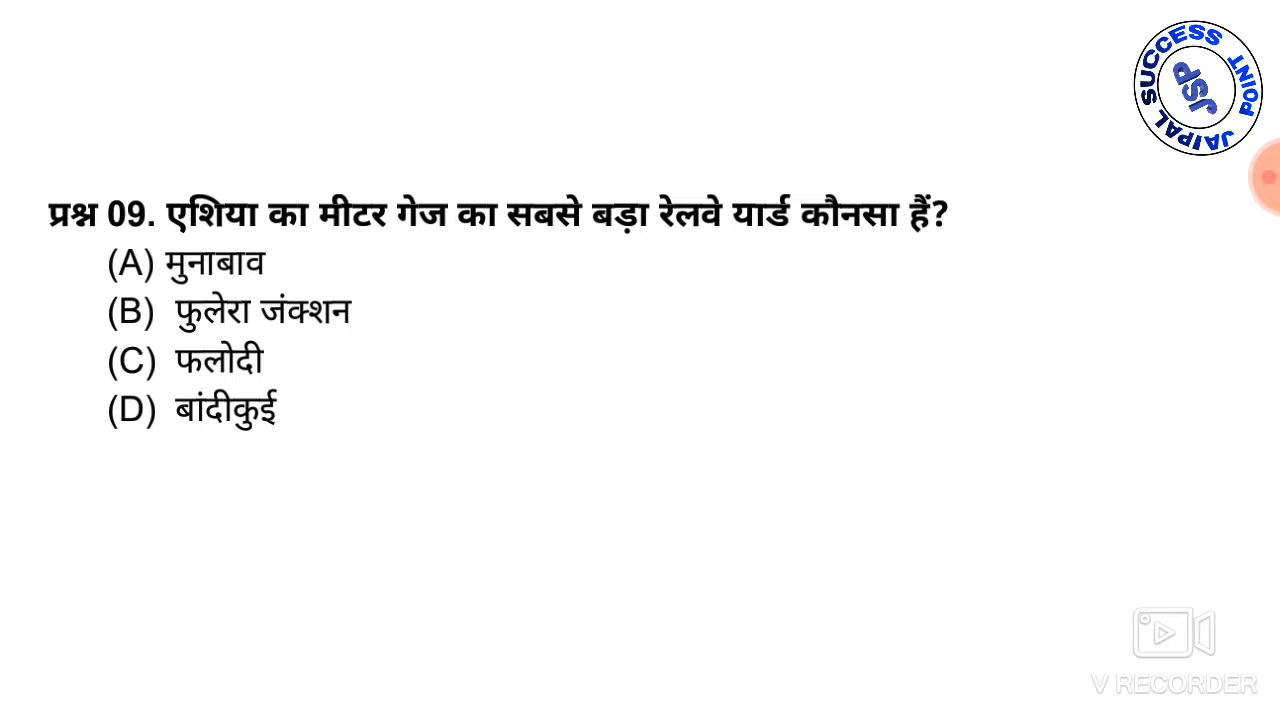 JAIPAL SUCCESS POINT
JSP
प्रश्न 09. एशिया का मीटर गेज का सबसे बड़ा रेलवे यार्ड कौनसा हैं?
(A) मुनाबाव
(B) फुलेरा जंक्शन
(C) फलोदी
(D) बांदीकुई
V RECORDER